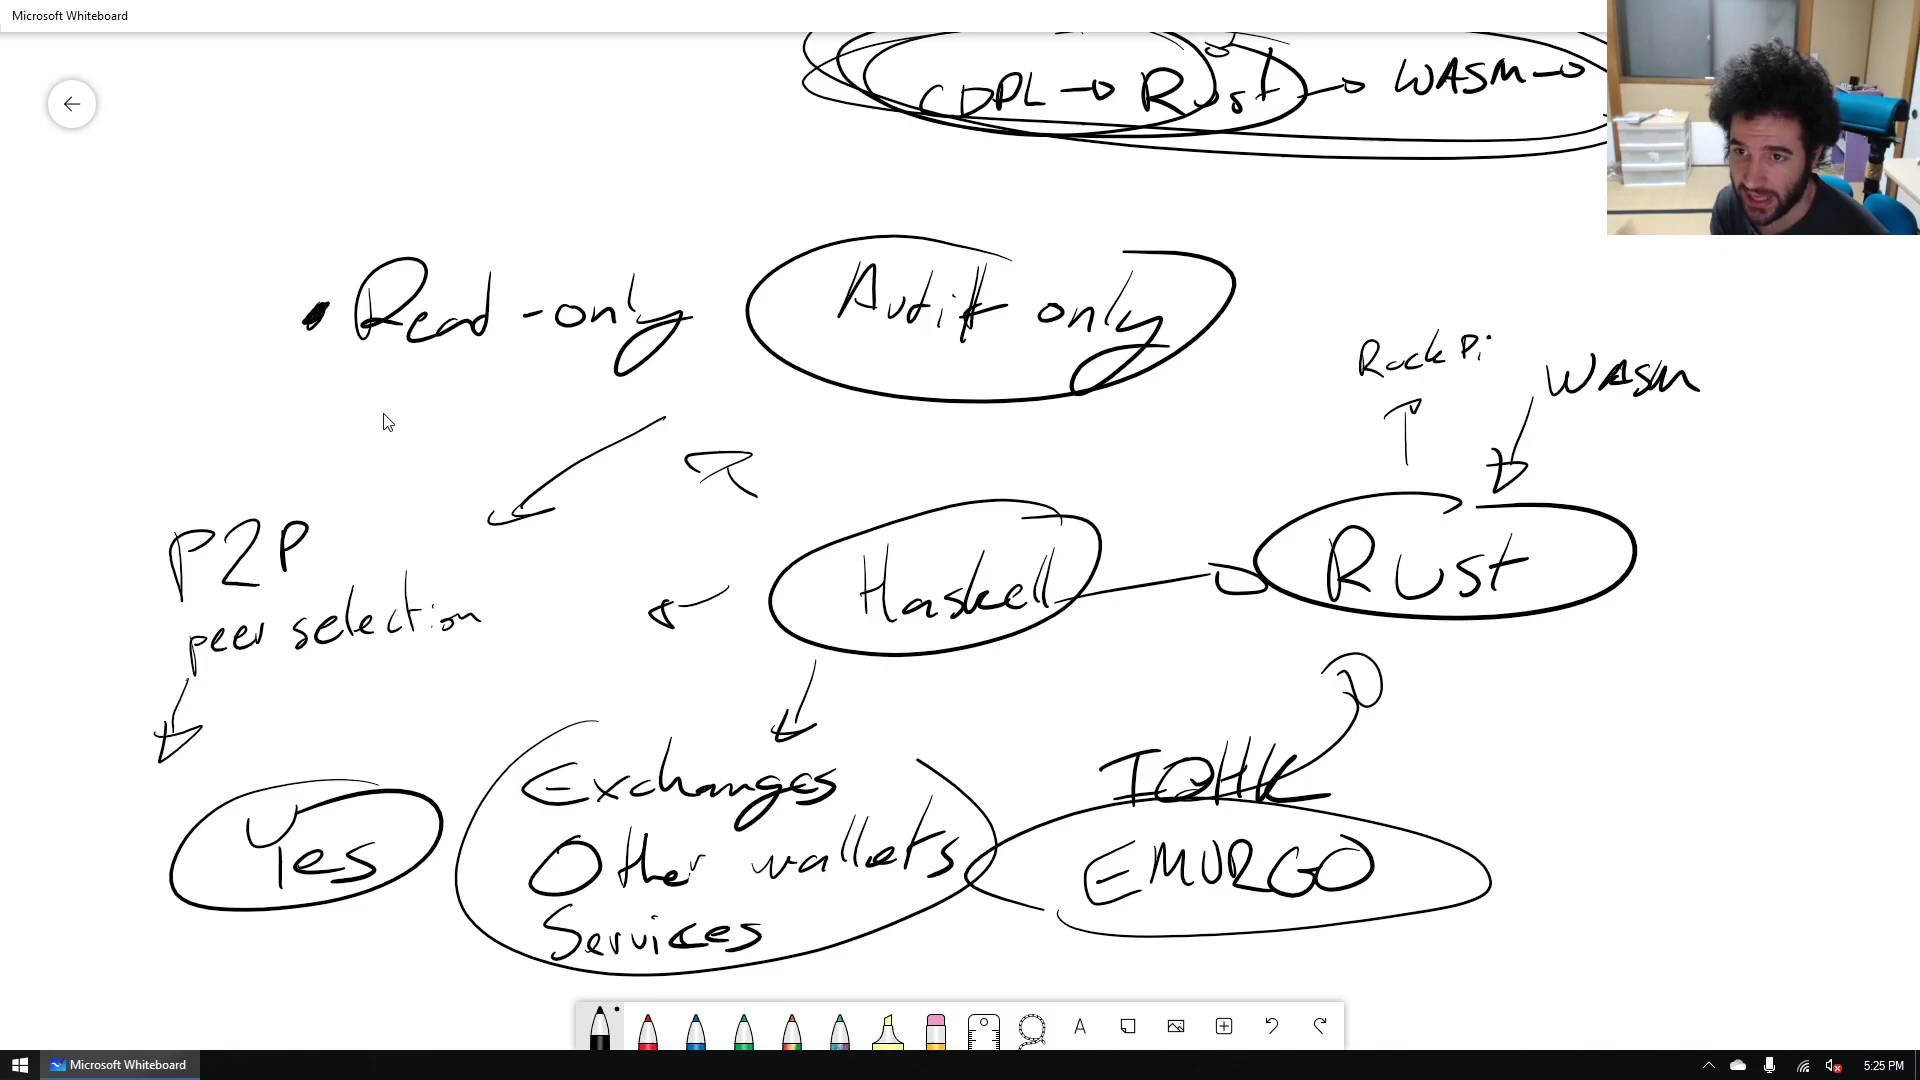 Microsoft Whiteboard
CDPL → Rust → WASM →
• Read-only
Audit only
Rock Pi
WASM
P2P
peer selection
Haskell
Rust
Yes
Exchanges
Other wallets
Services
IOHK
EMURGO
A
Microsoft Whiteboard
5:25 PM